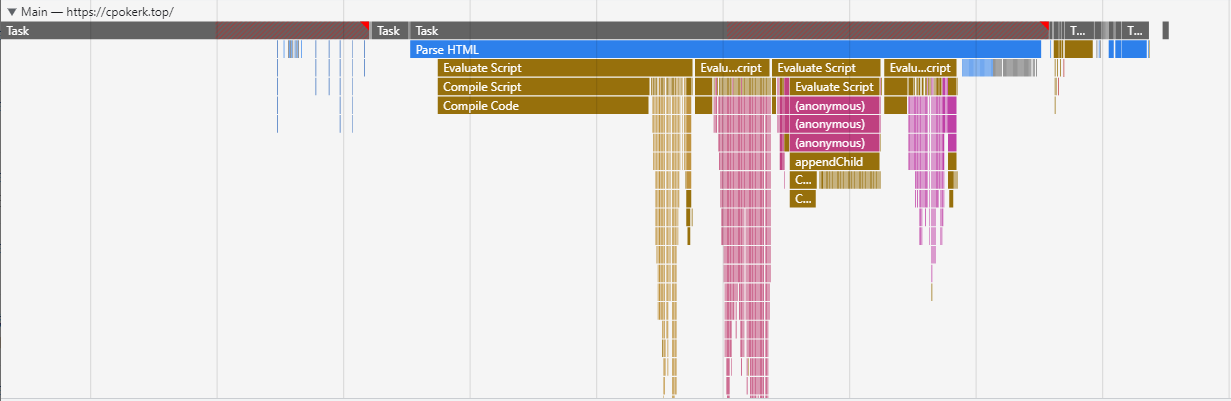 ▼ Main — https://cpokerk.top/
Task Task Task T... T...
Parse HTML
Evaluate Script Evalu...cript Evaluate Script Evalu...cript
Compile Script Evaluate Script
Compile Code (anonymous)
(anonymous)
(anonymous)
appendChild
C...
C...